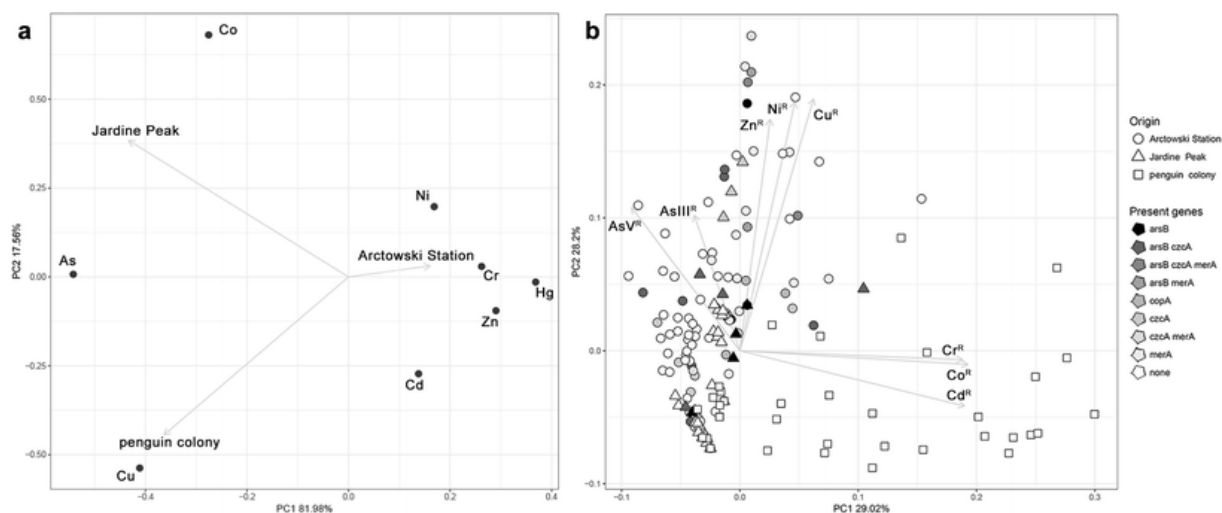 a
Co
Jardine Peak
Ni
Arctowski Station
As
Cr
Hg
Zn
Cd
penguin colony
Cu
0.50
0.25
0.00
-0.25
-0.50
-0.4
-0.2
0.0
0.2
0.4
PC2 17.56%
PC1 81.98%
b
Ni^R
Zn^R
Cu^R
AsIII^R
AsV^R
Cr^R
Co^R
Cd^R
0.2
0.1
0.0
-0.1
-0.1
0.0
0.1
0.2
0.3
PC2 28.2%
PC1 29.02%
Origin
Arctowski Station
Jardine Peak
penguin colony
Present genes
arsB
arsB czcA
arsB czcA merA
arsB merA
copA
czcA
czcA merA
merA
none